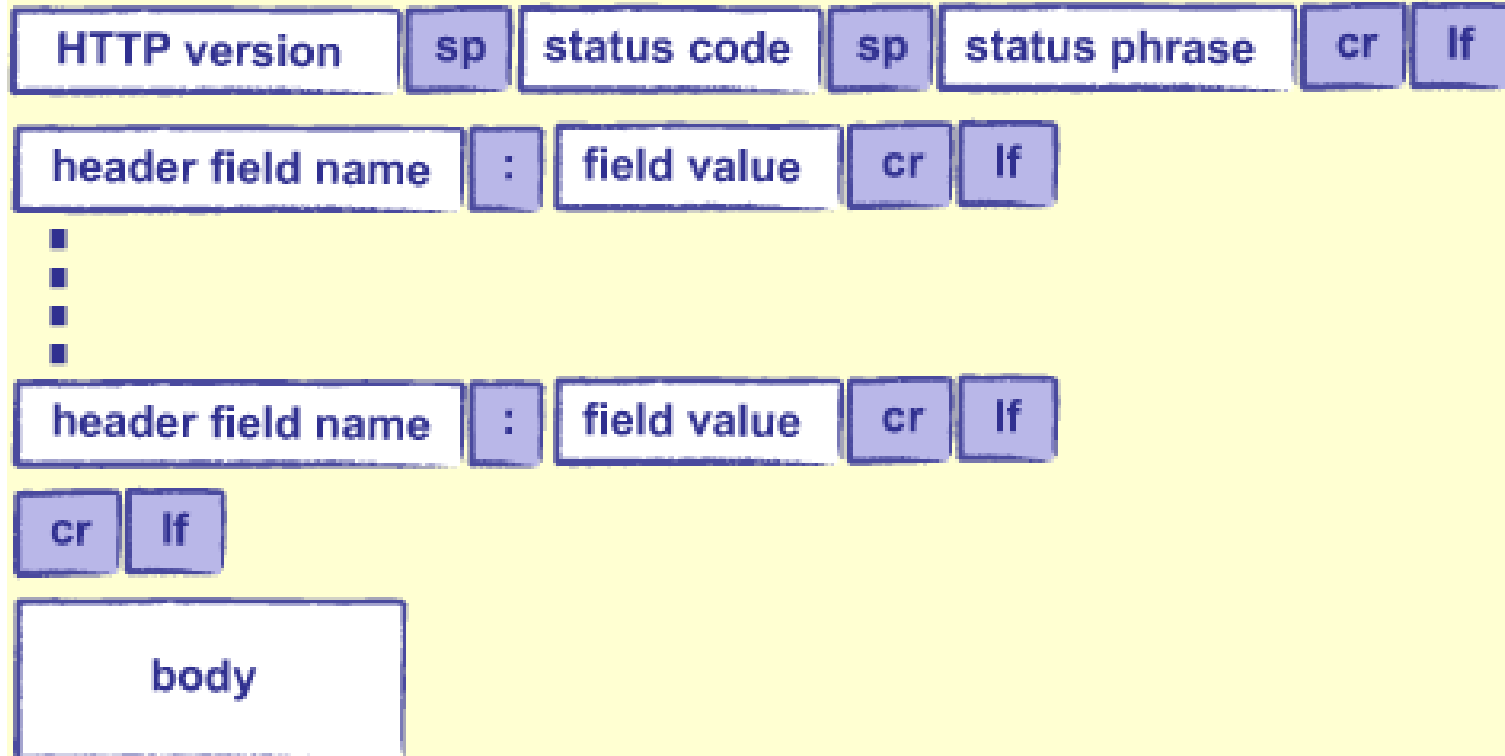 HTTP version sp status code sp status phrase cr lf
header field name : field value cr lf
header field name : field value cr lf
cr lf
body